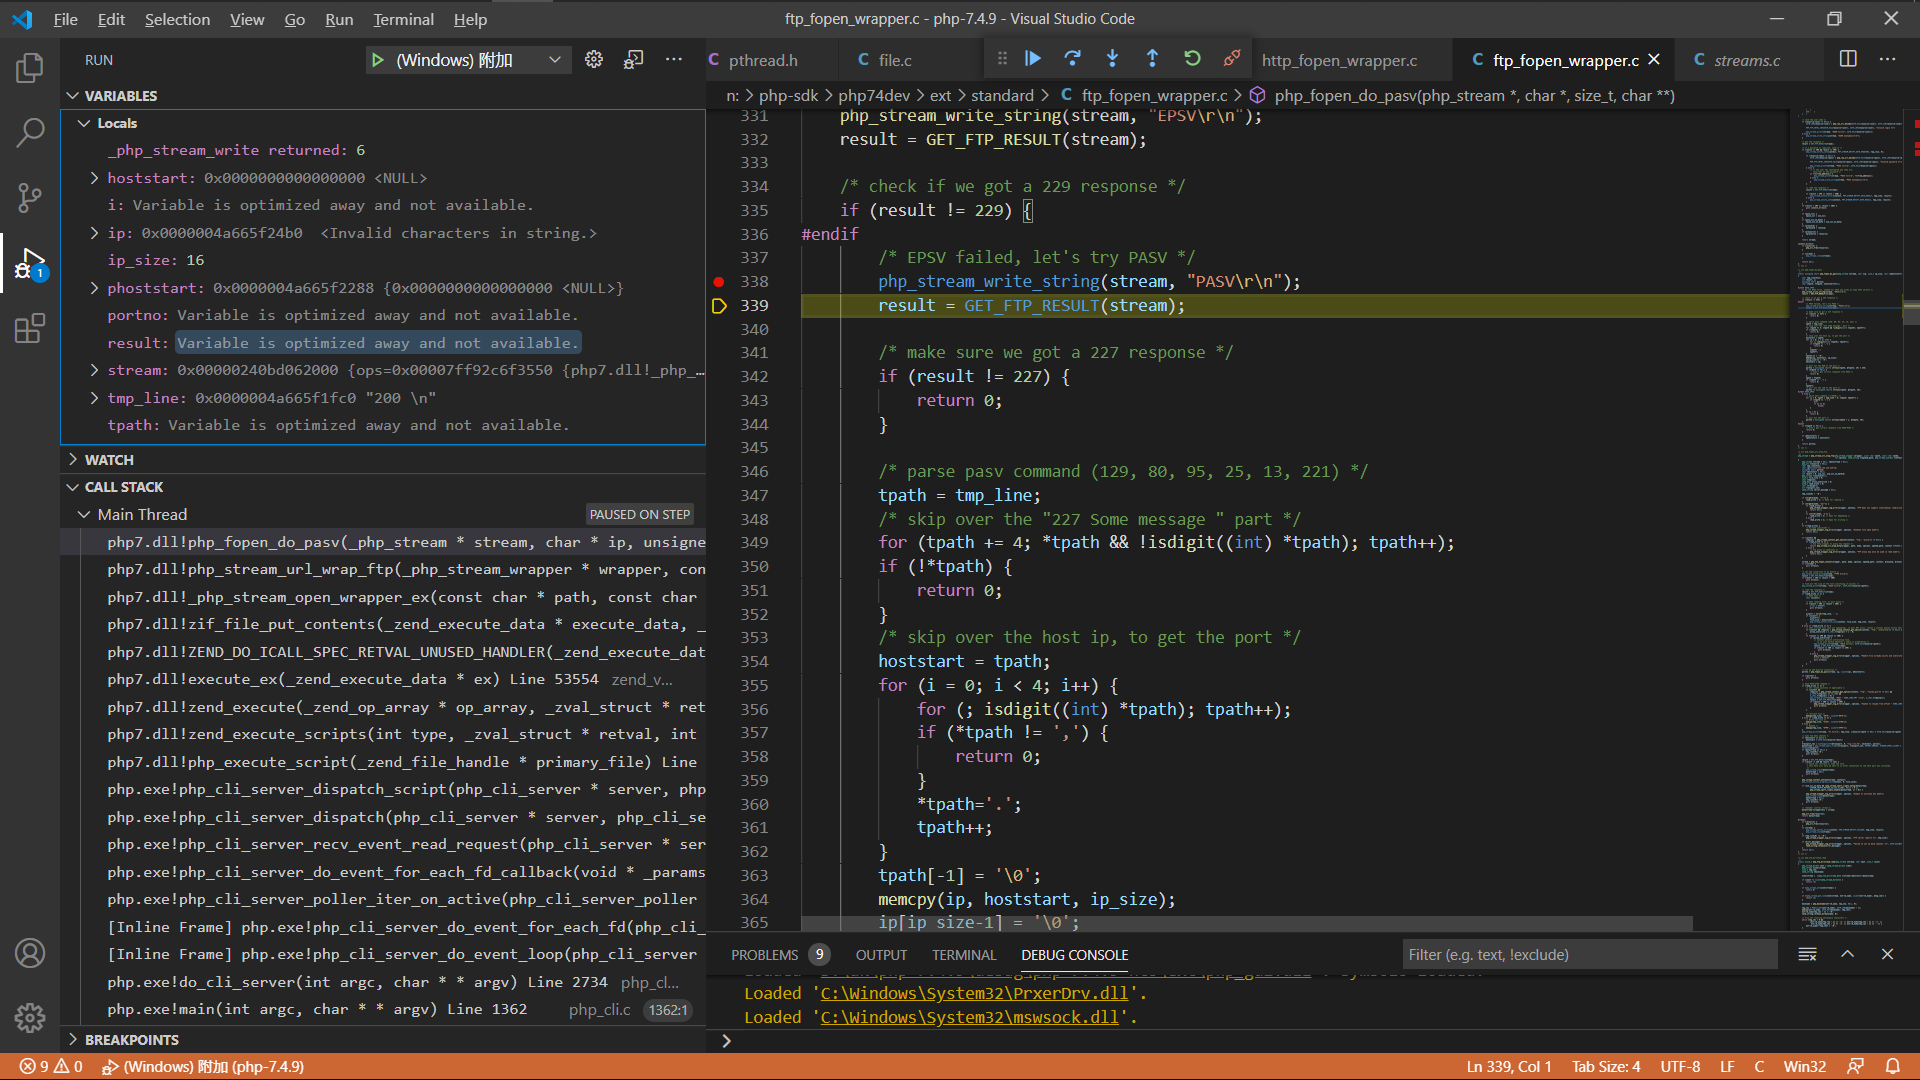 File Edit Selection View Go Run Terminal Help
ftp_fopen_wrapper.c - php-7.4.9 - Visual Studio Code
RUN
(Windows) 附加
pthread.h
file.c
http_fopen_wrapper.c
ftp_fopen_wrapper.c
streams.c
n: > php-sdk > php74dev > ext > standard > C ftp_fopen_wrapper.c > php_fopen_do_pasv(php_stream *, char *, size_t, char **)
VARIABLES
Locals
_php_stream_write returned: 6
hoststart: 0x0000000000000000 <NULL>
i: Variable is optimized away and not available.
ip: 0x0000004a665f24b0 <Invalid characters in string.>
ip_size: 16
phoststart: 0x0000004a665f2288 {0x0000000000000000 <NULL>}
portno: Variable is optimized away and not available.
result: Variable is optimized away and not available.
stream: 0x00000240bd062000 {ops=0x00007ff92c6f3550 {php7.dll!_php_…
tmp_line: 0x0000004a665f1fc0 "200 \n"
tpath: Variable is optimized away and not available.
WATCH
CALL STACK
Main Thread
PAUSED ON STEP
php7.dll!php_fopen_do_pasv(_php_stream * stream, char * ip, unsigne
php7.dll!php_stream_url_wrap_ftp(_php_stream_wrapper * wrapper, con
php7.dll!_php_stream_open_wrapper_ex(const char * path, const char
php7.dll!zif_file_put_contents(_zend_execute_data * execute_data, _
php7.dll!ZEND_DO_ICALL_SPEC_RETVAL_UNUSED_HANDLER(_zend_execute_dat
php7.dll!execute_ex(_zend_execute_data * ex) Line 53554 zend_v...
php7.dll!zend_execute(_zend_op_array * op_array, _zval_struct * ret
php7.dll!zend_execute_scripts(int type, _zval_struct * retval, int
php7.dll!php_execute_script(_zend_file_handle * primary_file) Line
php.exe!php_cli_server_dispatch_script(php_cli_server * server, php
php.exe!php_cli_server_dispatch(php_cli_server * server, php_cli_se
php.exe!php_cli_server_recv_event_read_request(php_cli_server * ser
php.exe!php_cli_server_do_event_for_each_fd_callback(void * _params
php.exe!php_cli_server_poller_iter_on_active(php_cli_server_poller
[Inline Frame] php.exe!php_cli_server_do_event_for_each_fd(php_cli_
[Inline Frame] php.exe!php_cli_server_do_event_loop(php_cli_server
php.exe!do_cli_server(int argc, char * * argv) Line 2734 php_cl...
php.exe!main(int argc, char * * argv) Line 1362 php_cli.c 1362:1
BREAKPOINTS
331 php_stream_write_string(stream, "EPSV\r\n");
332 result = GET_FTP_RESULT(stream);
333
334 /* check if we got a 229 response */
335 if (result != 229) {
336 #endif
337 /* EPSV failed, let's try PASV */
338 php_stream_write_string(stream, "PASV\r\n");
339 result = GET_FTP_RESULT(stream);
340
341 /* make sure we got a 227 response */
342 if (result != 227) {
343 return 0;
344 }
345
346 /* parse pasv command (129, 80, 95, 25, 13, 221) */
347 tpath = tmp_line;
348 /* skip over the "227 Some message " part */
349 for (tpath += 4; *tpath && !isdigit((int) *tpath); tpath++);
350 if (!*tpath) {
351 return 0;
352 }
353 /* skip over the host ip, to get the port */
354 hoststart = tpath;
355 for (i = 0; i < 4; i++) {
356 for (; isdigit((int) *tpath); tpath++);
357 if (*tpath != ',') {
358 return 0;
359 }
360 *tpath='.';
361 tpath++;
362 }
363 tpath[-1] = '\0';
364 memcpy(ip, hoststart, ip_size);
365 ip[ip_size-1] = '\0';
PROBLEMS 9 OUTPUT TERMINAL DEBUG CONSOLE
Filter (e.g. text, !exclude)
Loaded 'C:\Windows\System32\PrxerDrv.dll'.
Loaded 'C:\Windows\System32\mswsock.dll'.
9 0 (Windows) 附加 (php-7.4.9)
Ln 339, Col 1 Tab Size: 4 UTF-8 LF C Win32